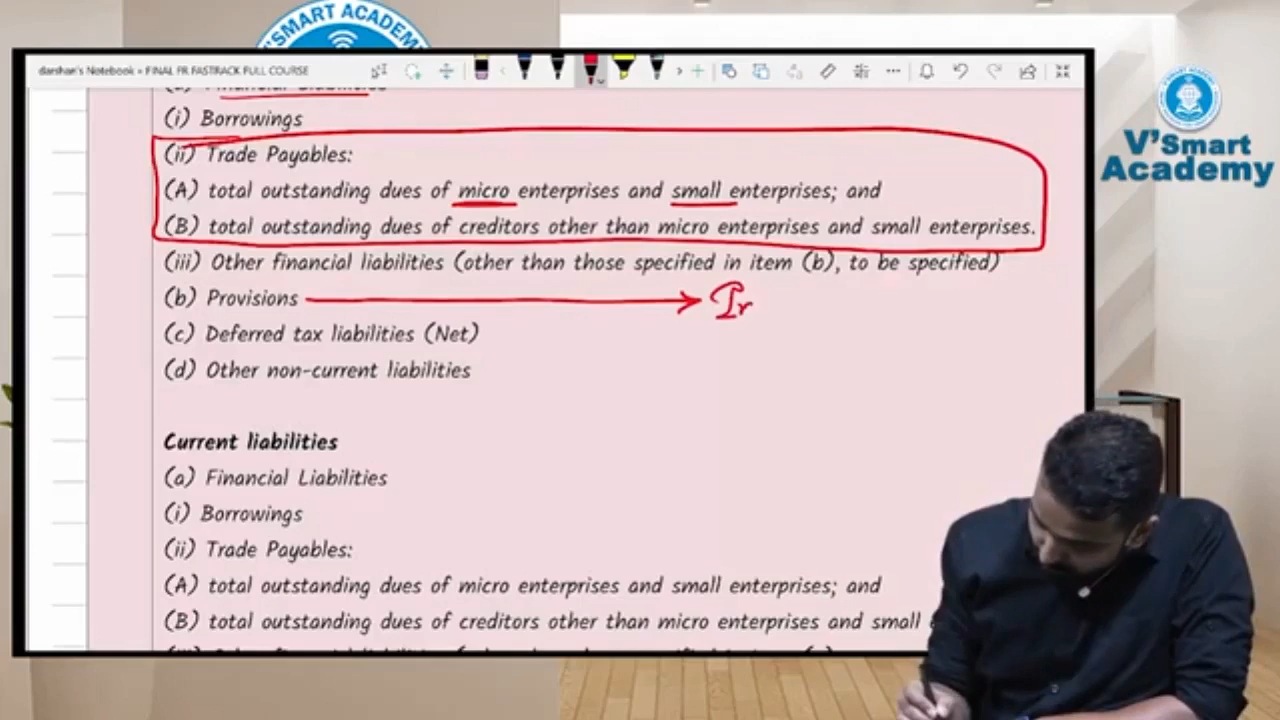 V'SMART ACADEMY
darshan's Notebook » FINAL FR FASTRACK FULL COURSE
V'Smart
Academy
(i) Borrowings
(ii) Trade Payables:
(A) total outstanding dues of micro enterprises and small enterprises; and
(B) total outstanding dues of creditors other than micro enterprises and small enterprises.
(iii) Other financial liabilities (other than those specified in item (b), to be specified)
(b) Provisions Pr
(c) Deferred tax liabilities (Net)
(d) Other non-current liabilities
Current liabilities
(a) Financial Liabilities
(i) Borrowings
(ii) Trade Payables:
(A) total outstanding dues of micro enterprises and small enterprises; and
(B) total outstanding dues of creditors other than micro enterprises and small